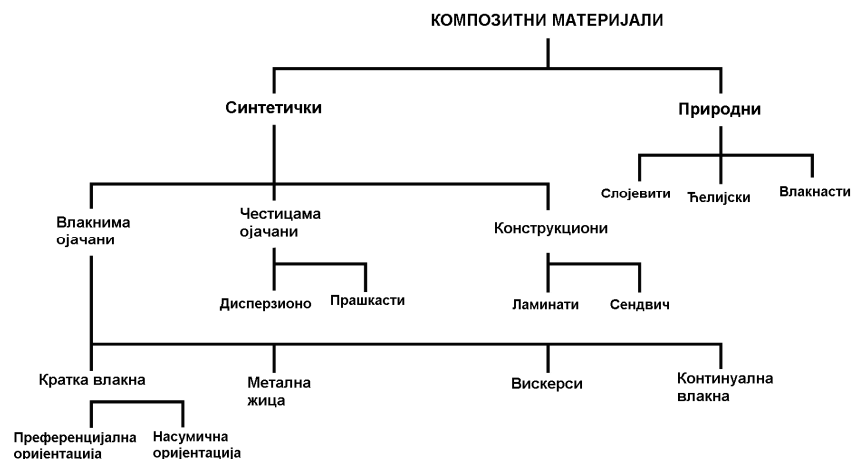 КОМПОЗИТНИ МАТЕРИЈАЛИ
Синтетички
Природни
Слојевити
Ћелијски
Влакнасти
Влакнима
ојачани
Честицама
ојачани
Конструкциони
Дисперзионо
Прашкасти
Ламинати
Сендвич
Кратка влакна
Метална
жица
Вискерси
Континуална
влакна
Преференцијална
оријентација
Насумична
оријентација